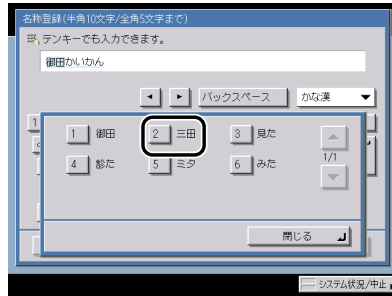 名称登録(半角10文字/全角5文字まで)
テンキーでも入力できます。
御田かいかん
バックスペース かな漢
1 御田 2 三田 3 見た
4 診た 5 ミタ 6 みた
1/1
閉じる
システム状況/中止